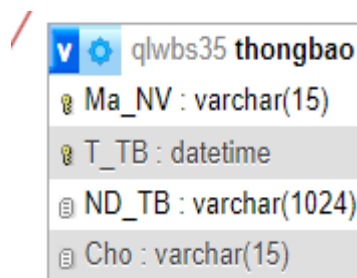 v qlwbs35 thongbao
Ma_NV : varchar(15)
T_TB : datetime
ND_TB : varchar(1024)
Cho : varchar(15)